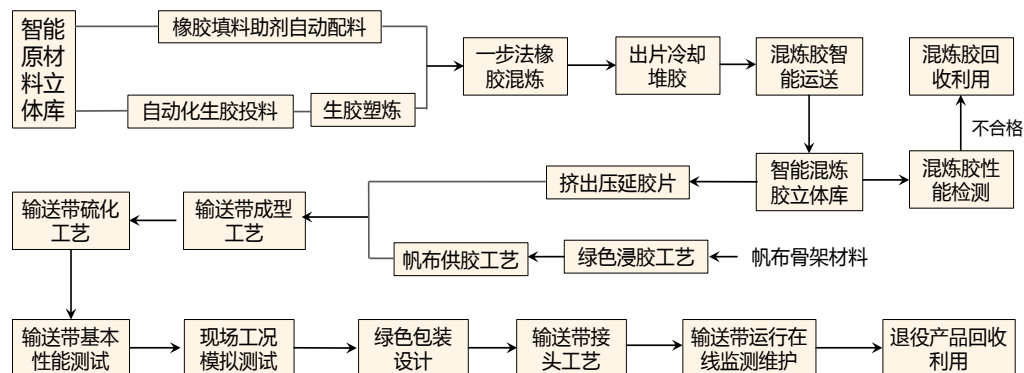 智能
原材
料立
体库
橡胶填料助剂自动配料
自动化生胶投料
生胶塑炼
一步法橡
胶混炼
出片冷却
堆胶
混炼胶智
能运送
混炼胶回
收利用
不合格
智能混炼
胶立体库
混炼胶性
能检测
挤出压延胶片
输送带硫化
工艺
输送带成型
工艺
帆布供胶工艺
绿色浸胶工艺
帆布骨架材料
输送带基本
性能测试
现场工况
模拟测试
绿色包装
设计
输送带接
头工艺
输送带运行在
线监测维护
退役产品回收
利用